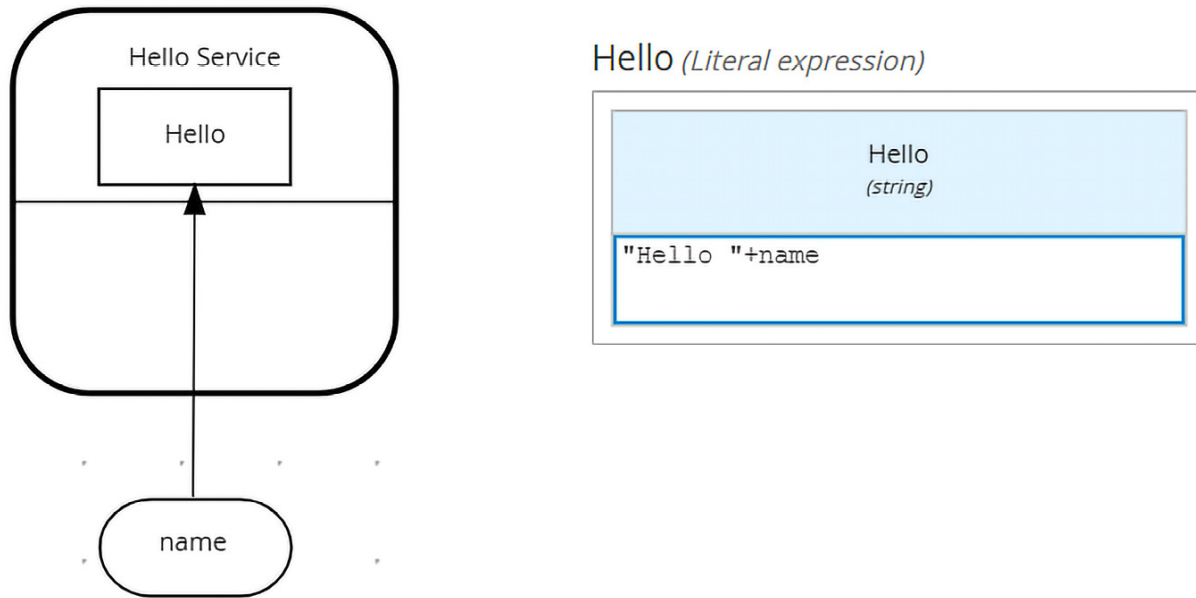 Hello Service
Hello
name
Hello (Literal expression)
Hello
(string)
"Hello "+name